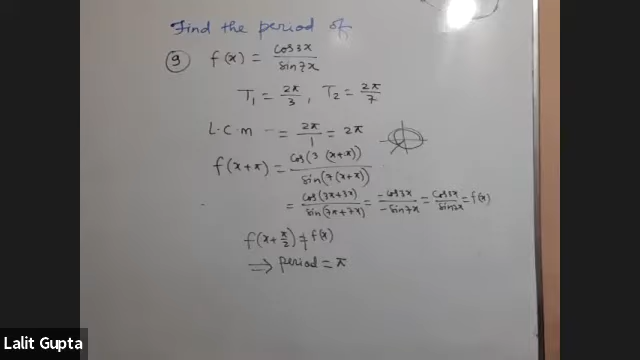 Find the period of
9 f(x) = cos3x / sin7x
T₁ = 2π/3 , T₂ = 2π/7
L.C.m - = 2π/1 = 2π
f(x+π) = cos(3(x+π)) / sin(7(x+π))
= cos(3π+3x) / sin(7π+7x) = -cos3x / -sin7x = cos3x / sin7x = f(x)
f(x+π/2) ≠ f(x)
⇒ period = π
Lalit Gupta